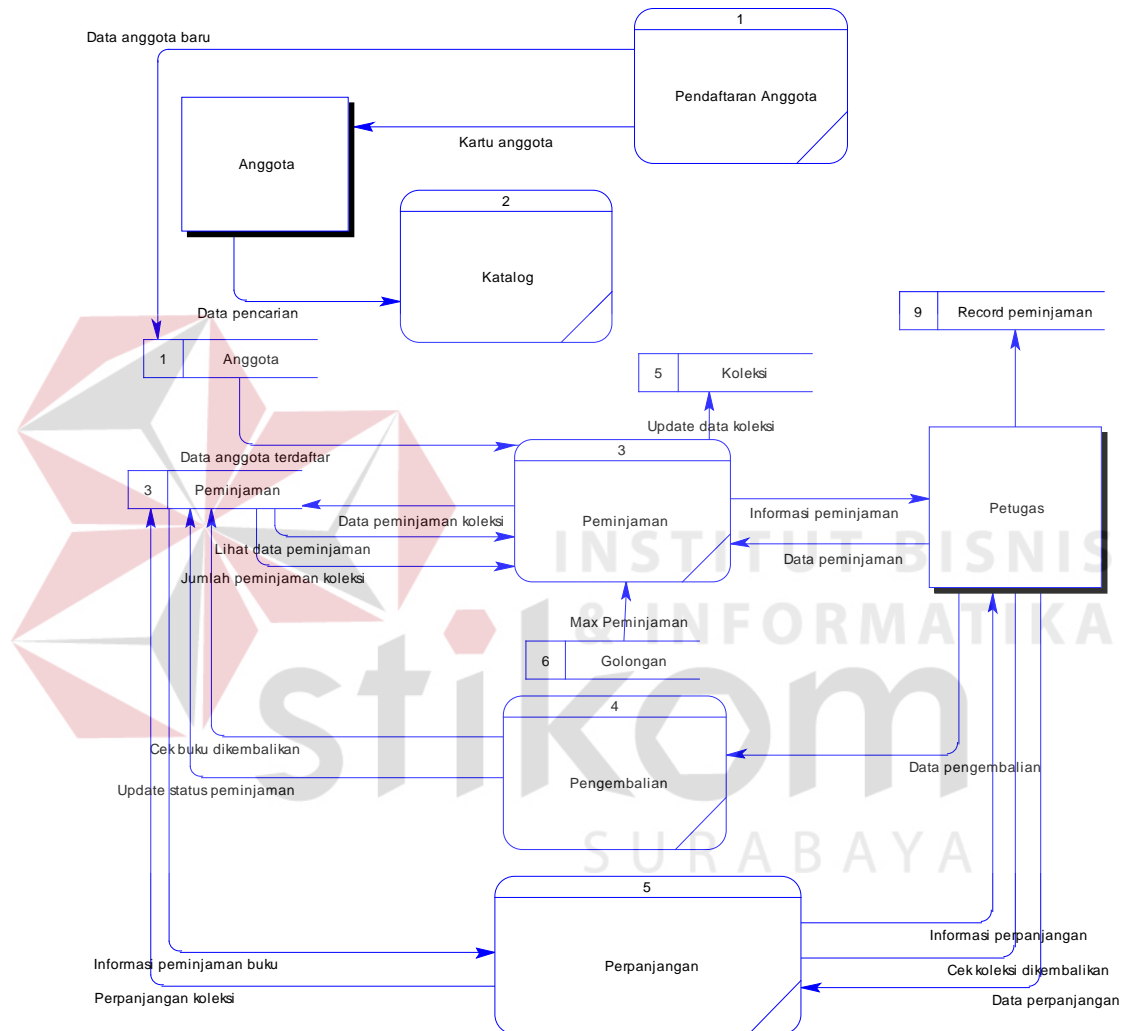 1
Data anggota baru
Pendaftaran Anggota
Kartu anggota
Anggota
2
Katalog
Data pencarian
9 Record peminjaman
1 Anggota
5 Koleksi
Update data koleksi
3
Data anggota terdaftar
3 Peminjaman
Peminjaman
Petugas
Data peminjaman koleksi
Informasi peminjaman
Lihat data peminjaman
Data peminjaman
Jumlah peminjaman koleksi
INSTITUT BISNIS
& INFORMATIKA
Max Peminjaman
6 Golongan
stikom
4
Cek buku dikembalikan
Data pengembalian
Update status peminjaman
Pengembalian
SURABAYA
5
Informasi perpanjangan
Informasi peminjaman buku
Perpanjangan
Cek koleksi dikembalikan
Perpanjangan koleksi
Data perpanjangan